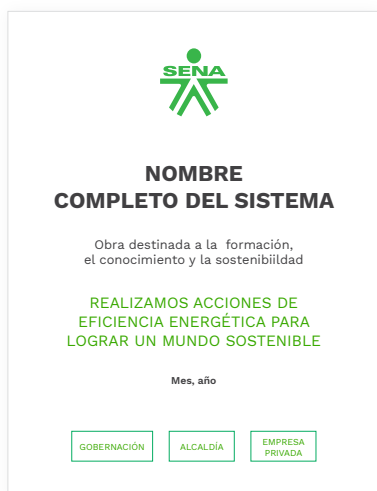 SENA
NOMBRE
COMPLETO DEL SISTEMA
Obra destinada a la  formación,
el conocimiento y la sostenibiildad
REALIZAMOS ACCIONES DE
EFICIENCIA ENERGÉTICA PARA
LOGRAR UN MUNDO SOSTENIBLE
Mes, año
GOBERNACIÓN
ALCALDÍA
EMPRESA
PRIVADA